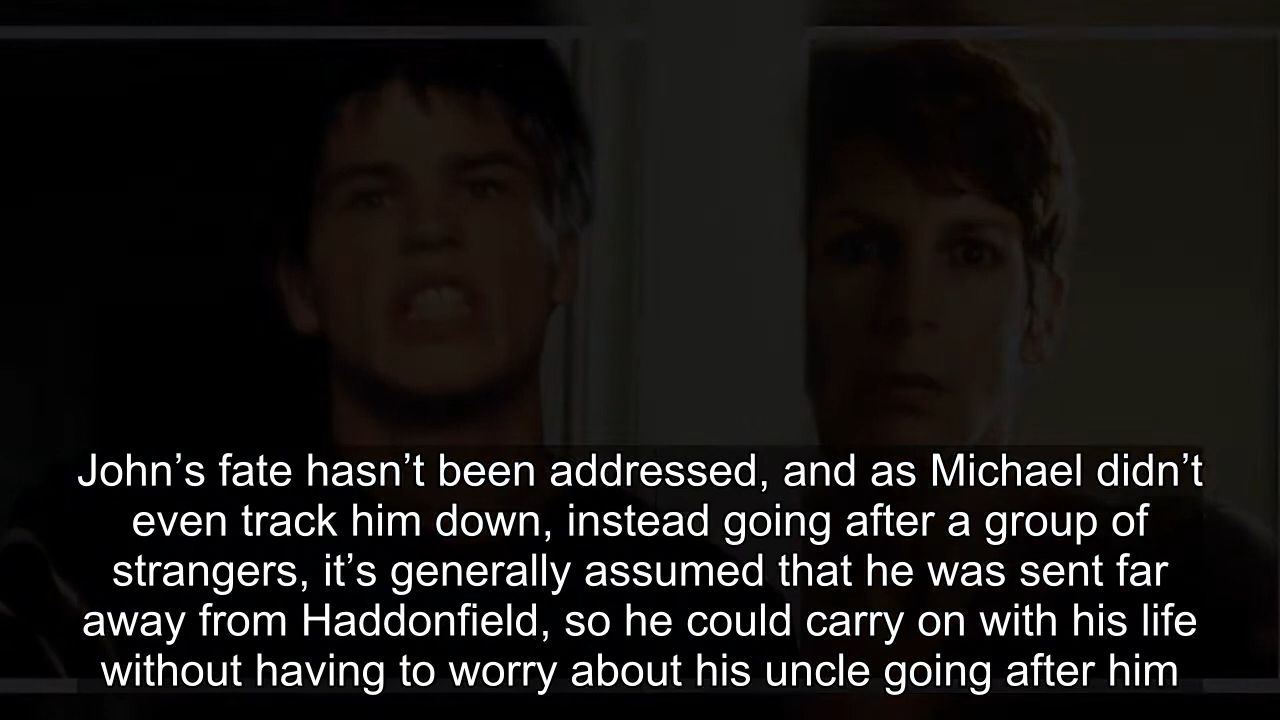 John’s fate hasn’t been addressed, and as Michael didn’t
even track him down, instead going after a group of
strangers, it’s generally assumed that he was sent far
away from Haddonfield, so he could carry on with his life
without having to worry about his uncle going after him